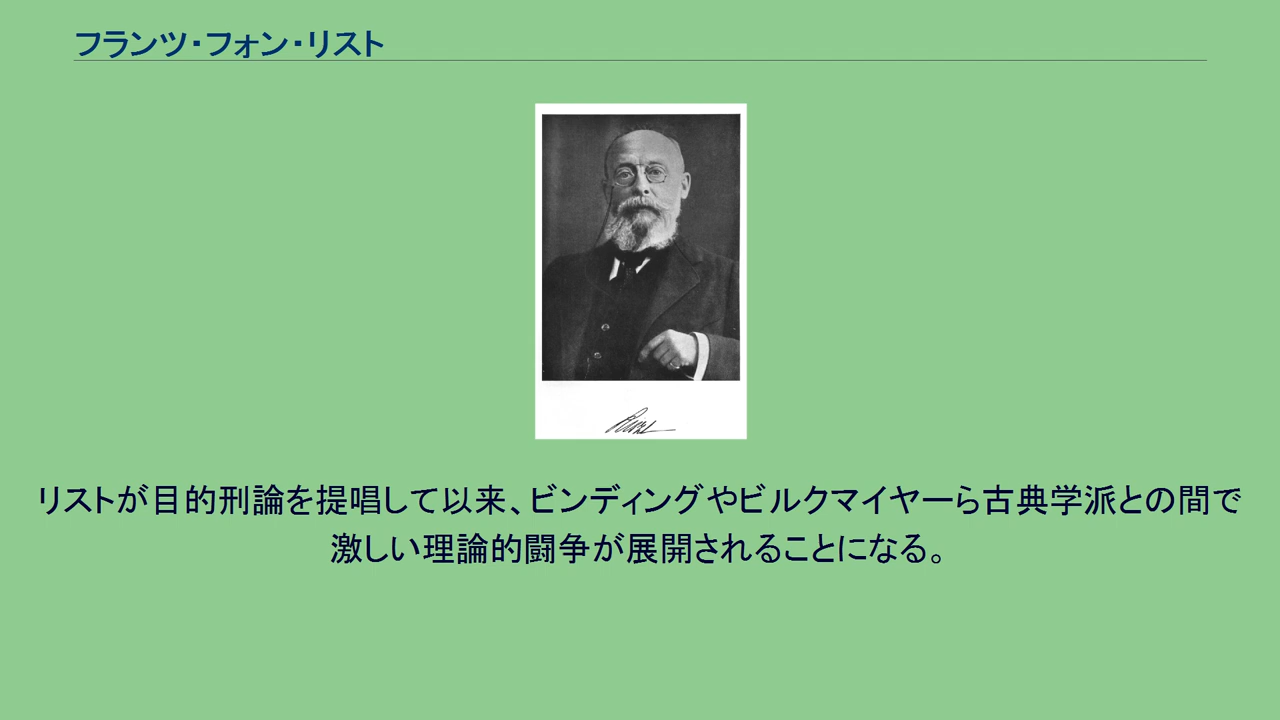 フランツ・フォン・リスト
リストが目的刑論を提唱して以来、ビンディングやビルクマイヤーら古典学派との間で
激しい理論的闘争が展開されることになる。